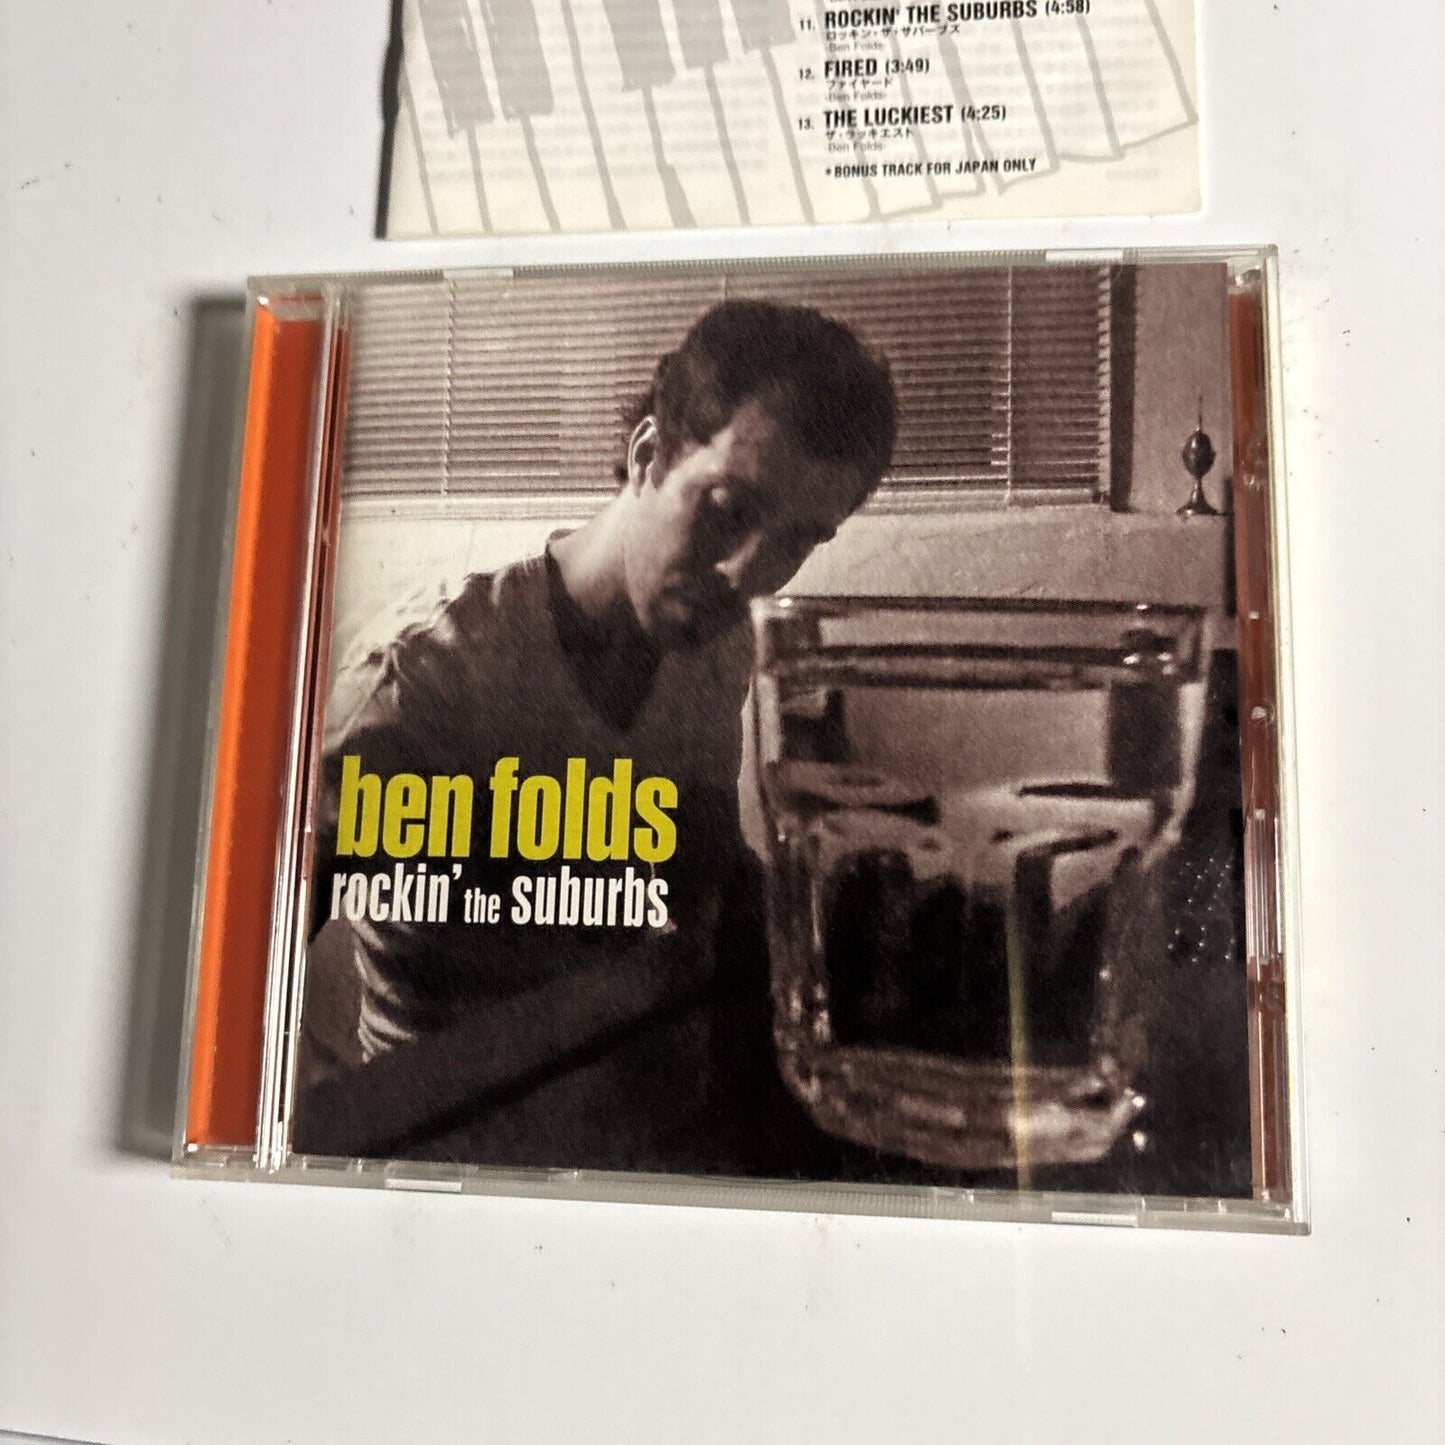 11. ROCKIN' THE SUBURBS (4:58)
ロッキン・ザ・サバーブズ
-Ben Folds-
12. FIRED (3:49)
ファイヤード
-Ben Folds-
13. THE LUCKIEST (4:25)
ザ・ラッキエスト
-Ben Folds-
* BONUS TRACK FOR JAPAN ONLY
ben folds
rockin' the suburbs